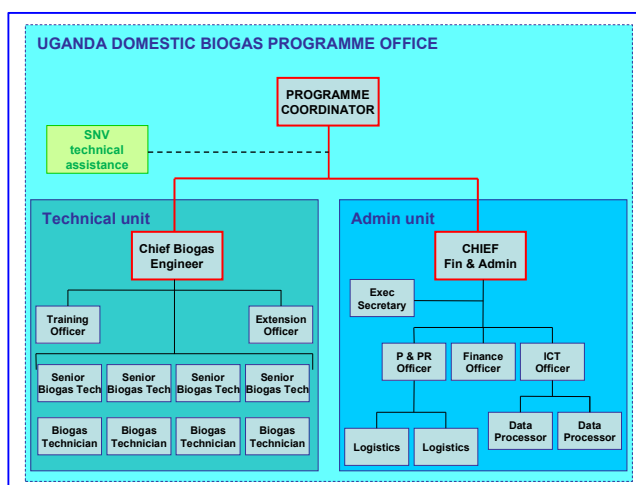 UGANDA DOMESTIC BIOGAS PROGRAMME OFFICE
PROGRAMME
COORDINATOR
SNV
technical
assistance
Technical unit
Chief Biogas
Engineer
Training
Officer
Extension
Officer
Senior
Biogas Tech
Senior
Biogas Tech
Senior
Biogas Tech
Senior
Biogas Tech
Biogas
Technician
Biogas
Technician
Biogas
Technician
Biogas
Technician
Admin unit
CHIEF
Fin & Admin
Exec
Secretary
P & PR
Officer
Finance
Officer
ICT
Officer
Logistics
Logistics
Data
Processor
Data
Processor